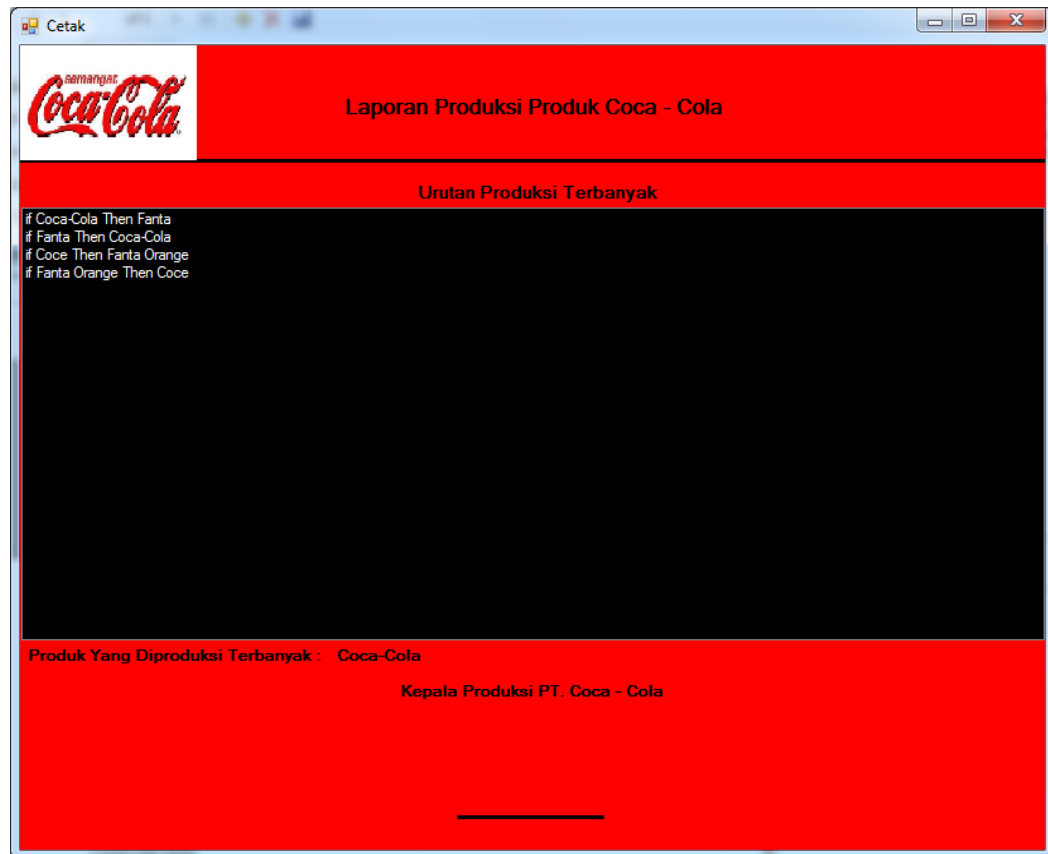 Cetak
semangat
Coca-Cola
Laporan Produksi Produk Coca - Cola
Urutan Produksi Terbanyak
if Coca-Cola Then Fanta
if Fanta Then Coca-Cola
if Coce Then Fanta Orange
if Fanta Orange Then Coce
Produk Yang Diproduksi Terbanyak : Coca-Cola
Kepala Produksi PT. Coca - Cola